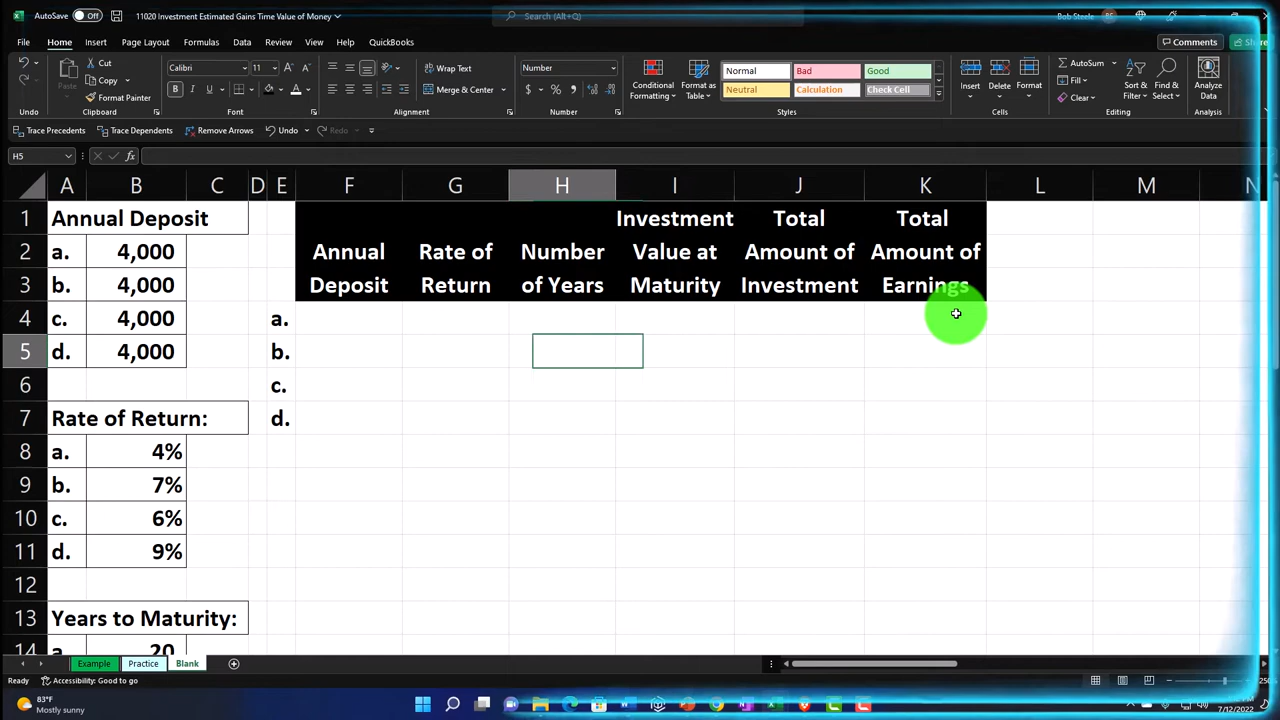 AutoSave Off 11020 Investment Estimated Gains Time Value of Money Search (Alt+Q) Bob Steele BS
File Home Insert Page Layout Formulas Data Review View Help QuickBooks Comments Share
Paste Cut Copy Format Painter
Calibri 11 Wrap Text Merge & Center Number
B I U A $ % 9
Conditional Formatting Format as Table
Normal Bad Good
Neutral Calculation Check Cell
Insert Delete Format
AutoSum Fill Clear
Sort & Filter Find & Select Analyze Data
Undo Clipboard Font Alignment Number Styles Cells Editing Analysis
Trace Precedents Trace Dependents Remove Arrows Undo Redo
H5 fx
A B C D E F G H I J K L M N
1 Annual Deposit Investment Total Total
2 a. 4,000 Annual Rate of Number Value at Amount of Amount of
3 b. 4,000 Deposit Return of Years Maturity Investment Earnings
4 c. 4,000 a.
5 d. 4,000 b.
6 c.
7 Rate of Return: d.
8 a. 4%
9 b. 7%
10 c. 6%
11 d. 9%
12
13 Years to Maturity:
14 a. 20
Example Practice Blank
Ready Accessibility: Good to go
83°F
Mostly sunny
7/12/2022